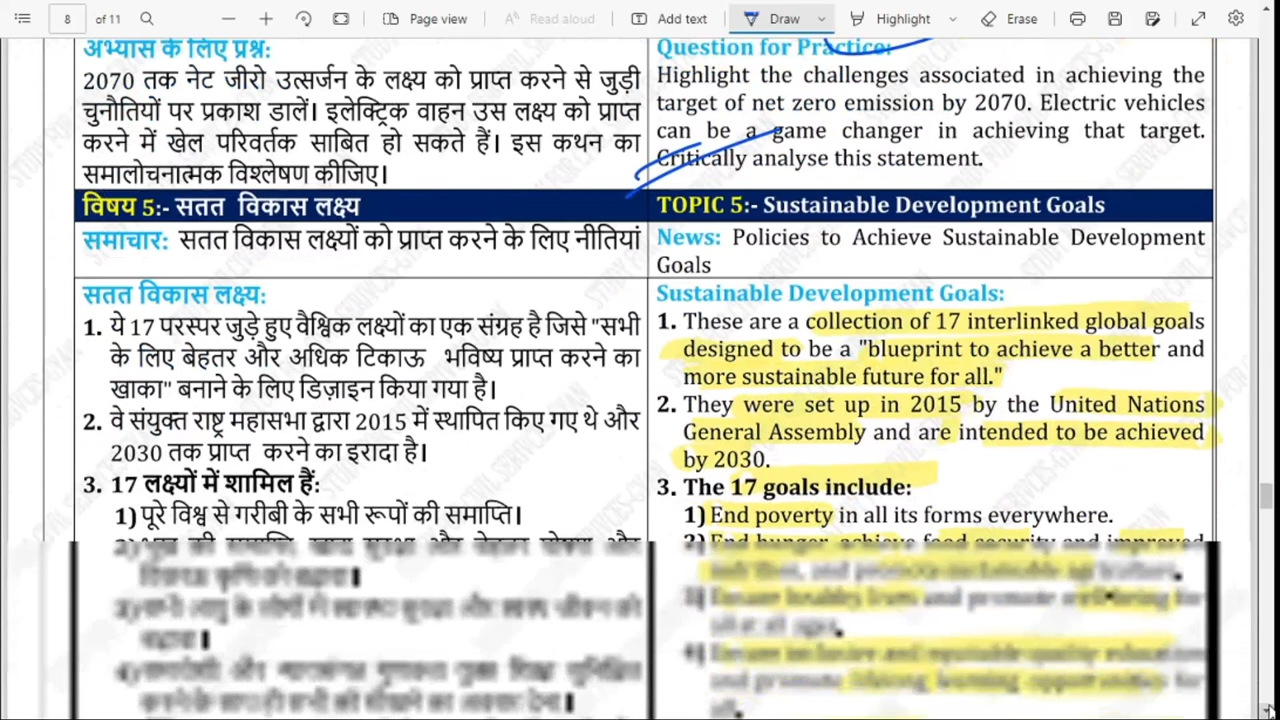 8 of 11
Page view
Read aloud
Add text
Draw
Highlight
Erase
अभ्यास के लिए प्रश्न:
2070 तक नेट जीरो उत्सर्जन के लक्ष्य को प्राप्त करने से जुड़ी
चुनौतियों पर प्रकाश डालें। इलेक्ट्रिक वाहन उस लक्ष्य को प्राप्त
करने में खेल परिवर्तक साबित हो सकते हैं। इस कथन का
समालोचनात्मक विश्लेषण कीजिए।
Question for Practice:
Highlight the challenges associated in achieving the
target of net zero emission by 2070. Electric vehicles
can be a game changer in achieving that target.
Critically analyse this statement.
विषय 5:- सतत विकास लक्ष्य
TOPIC 5:- Sustainable Development Goals
समाचार: सतत विकास लक्ष्यों को प्राप्त करने के लिए नीतियां
News: Policies to Achieve Sustainable Development
Goals
सतत विकास लक्ष्य:
1. ये 17 परस्पर जुड़े हुए वैश्विक लक्ष्यों का एक संग्रह है जिसे "सभी
के लिए बेहतर और अधिक टिकाऊ भविष्य प्राप्त करने का
खाका" बनाने के लिए डिज़ाइन किया गया है।
2. वे संयुक्त राष्ट्र महासभा द्वारा 2015 में स्थापित किए गए थे और
2030 तक प्राप्त करने का इरादा है।
3. 17 लक्ष्यों में शामिल हैं:
1) पूरे विश्व से गरीबी के सभी रूपों की समाप्ति।
Sustainable Development Goals:
1. These are a collection of 17 interlinked global goals
designed to be a "blueprint to achieve a better and
more sustainable future for all."
2. They were set up in 2015 by the United Nations
General Assembly and are intended to be achieved
by 2030.
3. The 17 goals include:
1) End poverty in all its forms everywhere.
2) End hunger, achieve food security and improved